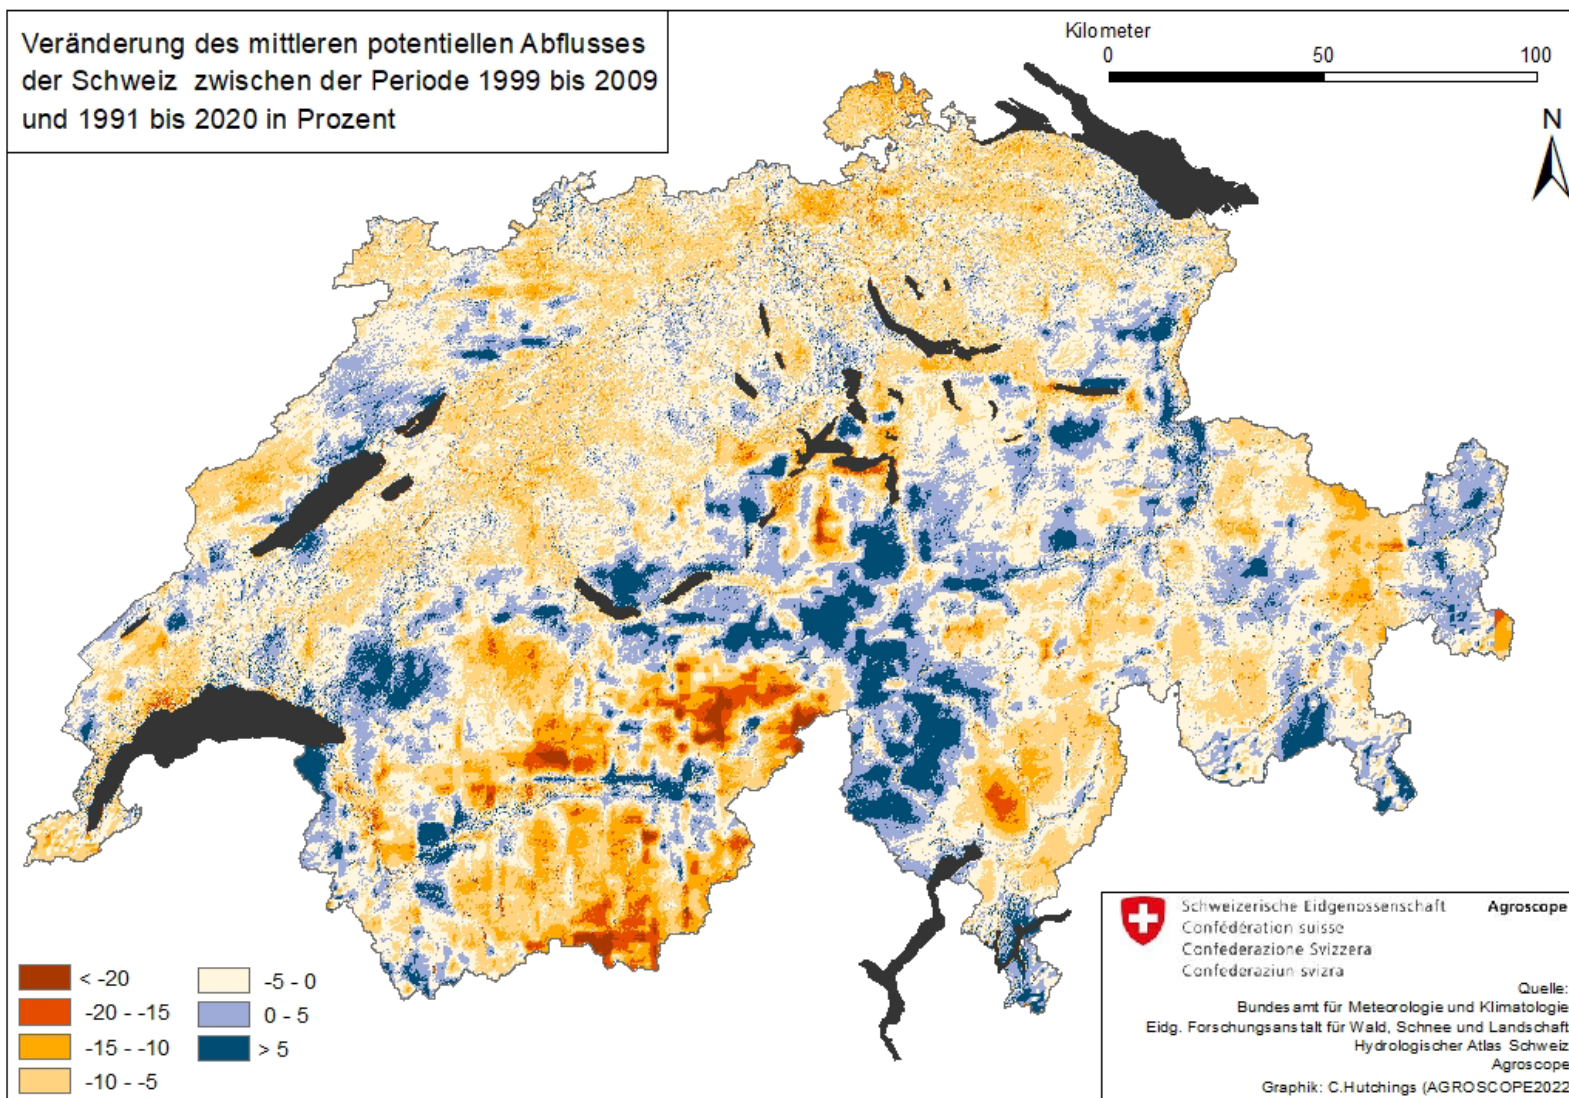 Veränderung des mittleren potentiellen Abflusses
der Schweiz zwischen der Periode 1999 bis 2009
und 1991 bis 2020 in Prozent
Kilometer
0 50 100
N
< -20
-20 - -15
-15 - -10
-10 - -5
-5 - 0
0 - 5
> 5
Schweizerische Eidgenossenschaft
Confédération suisse
Confederazione Svizzera
Confederaziun svizra
Agroscope
Quelle:
Bundesamt für Meteorologie und Klimatologie
Eidg. Forschungsanstalt für Wald, Schnee und Landschaft
Hydrologischer Atlas Schweiz
Agroscope
Graphik: C.Hutchings (AGROSCOPE2022